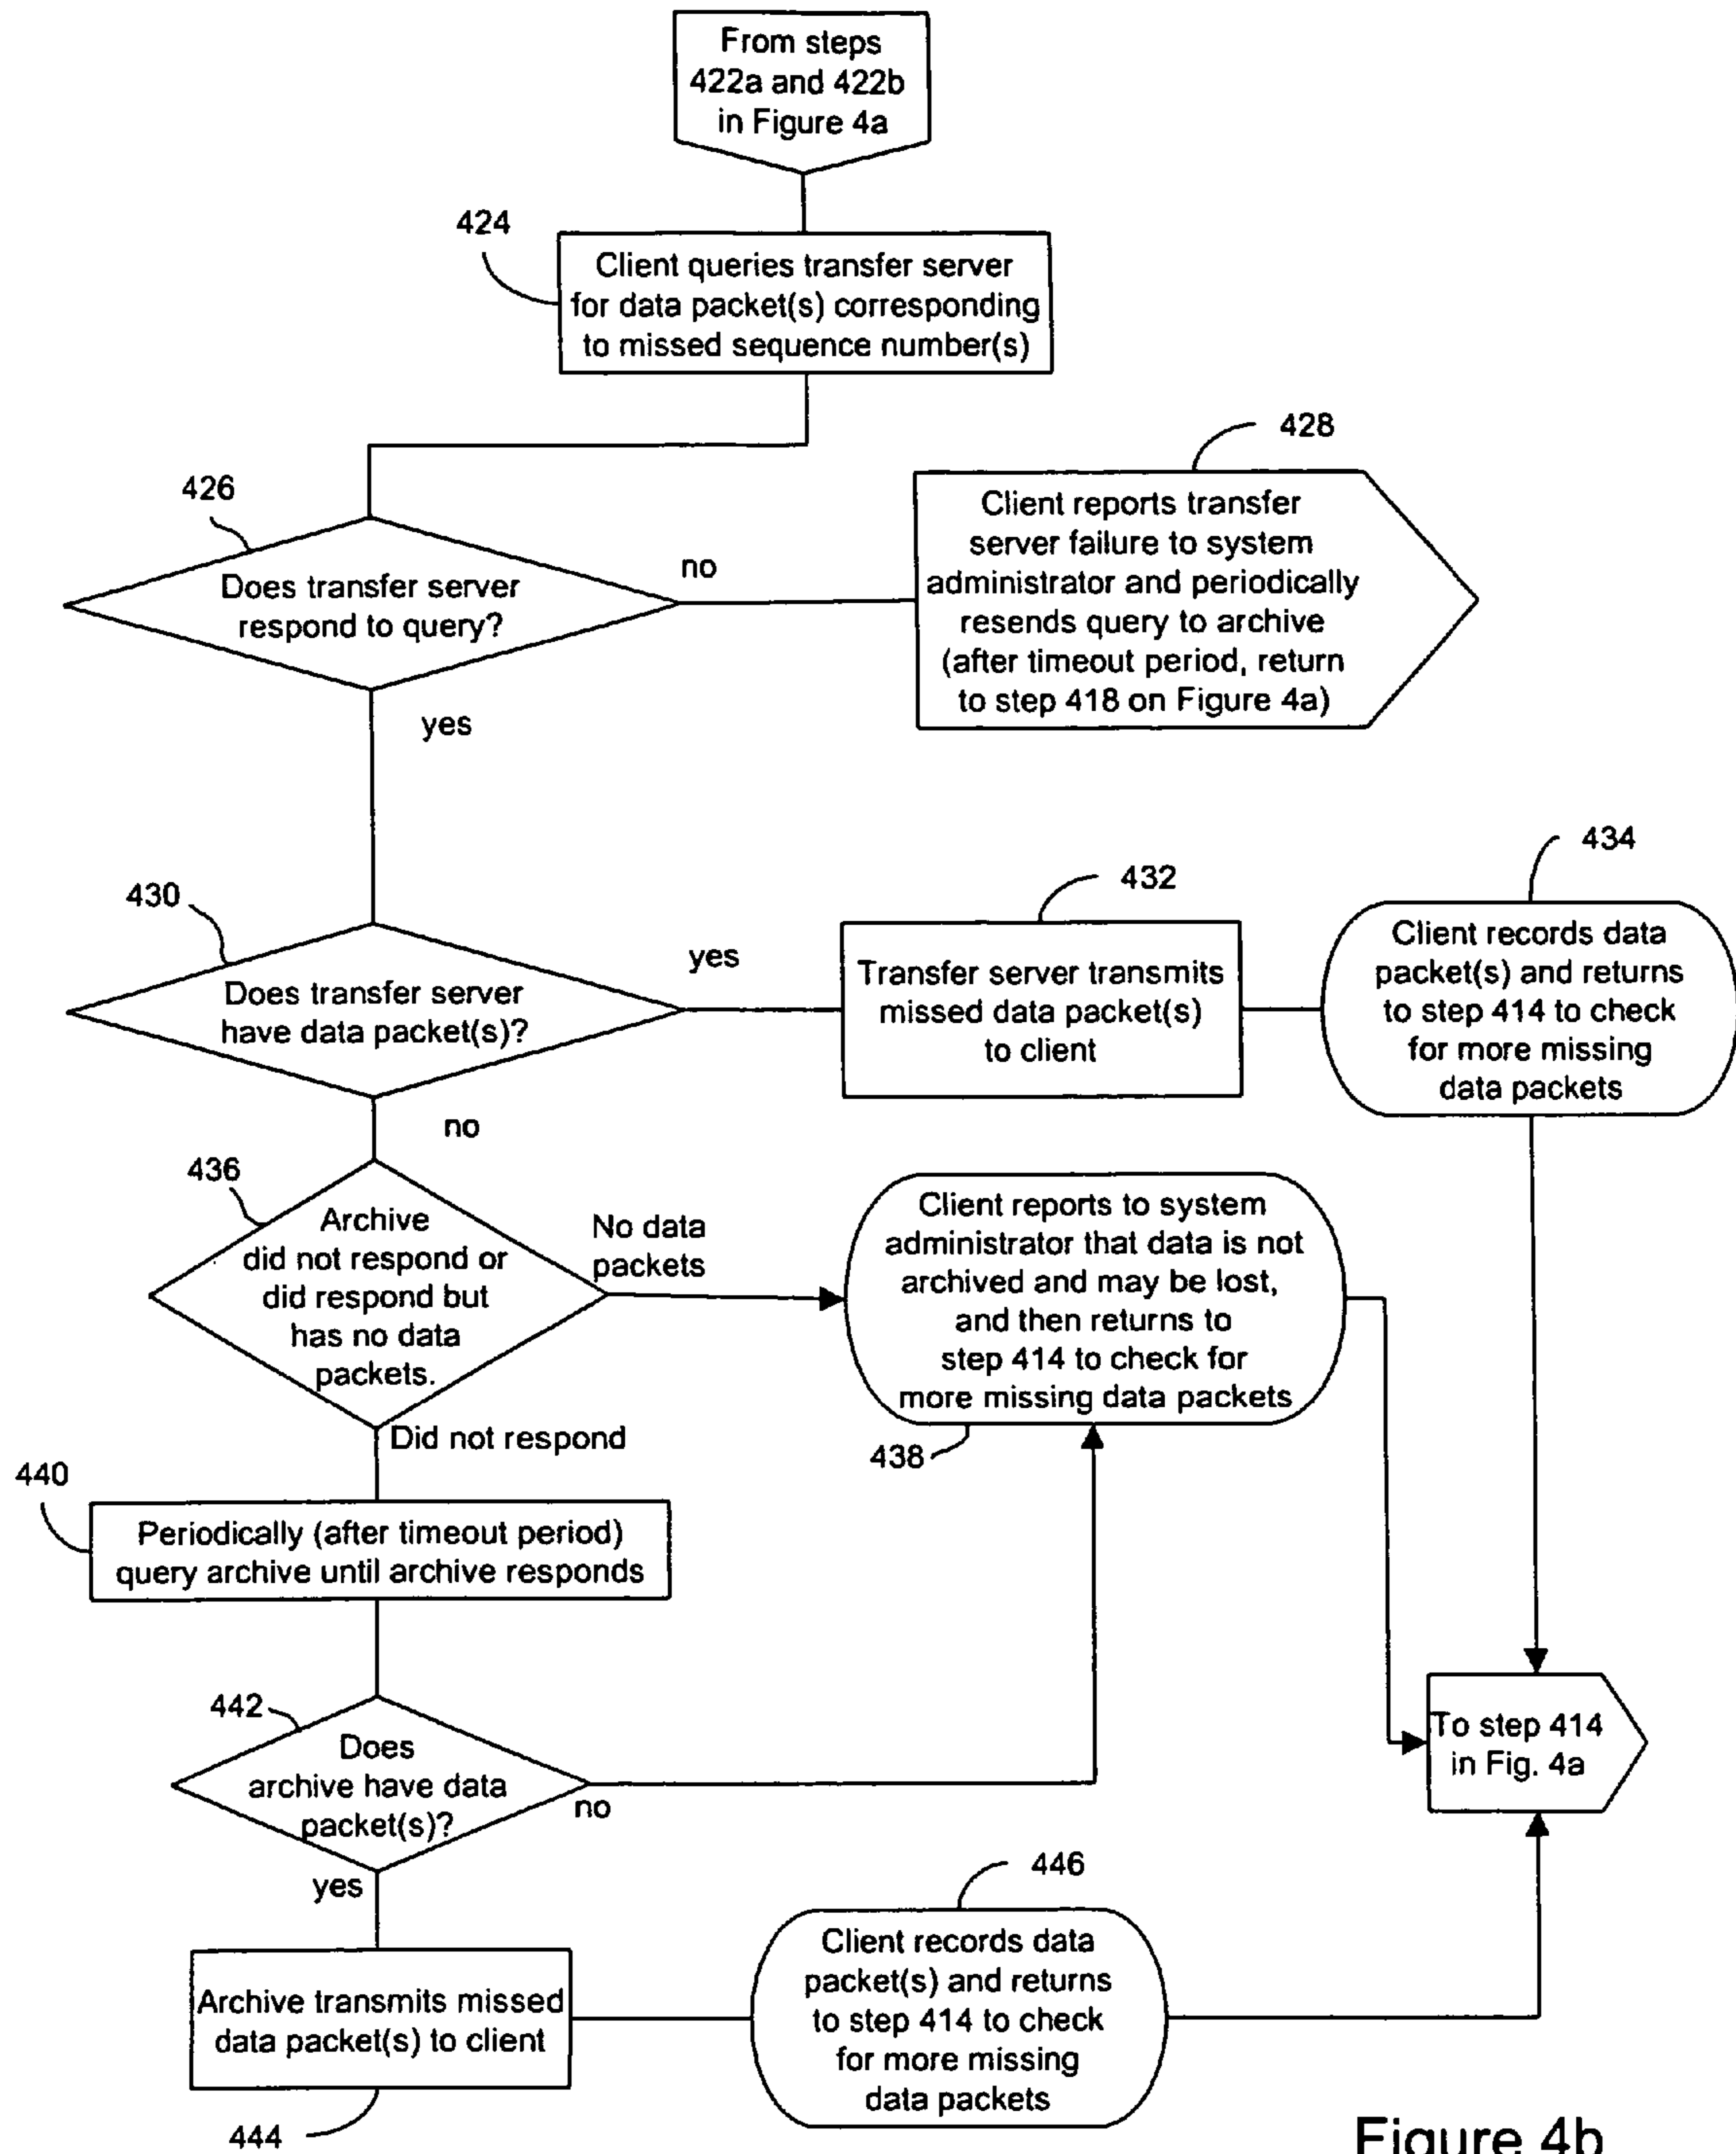 From steps
422a and 422b
in Figure 4a
424
Client queries transfer server
for data packet(s) corresponding
to missed sequence number(s)
428
426
Does transfer server
respond to query?
no
Client reports transfer
server failure to system
administrator and periodically
resends query to archive
(after timeout period, return
to step 418 on Figure 4a)
yes
434
432
430
Does transfer server
have data packet(s)?
yes
Transfer server transmits
missed data packet(s)
to client
Client records data
packet(s) and returns
to step 414 to check
for more missing
data packets
no
436
Archive
did not respond or
did respond but
has no data
packets.
No data
packets
Client reports to system
administrator that data is not
archived and may be lost,
and then returns to
step 414 to check for
more missing data packets
438
Did not respond
440
Periodically (after timeout period)
query archive until archive responds
442
Does
archive have data
packet(s)?
no
To step 414
in Fig. 4a
yes
446
Archive transmits missed
data packet(s) to client
444
Client records data
packet(s) and returns
to step 414 to check
for more missing
data packets
Figure 4b